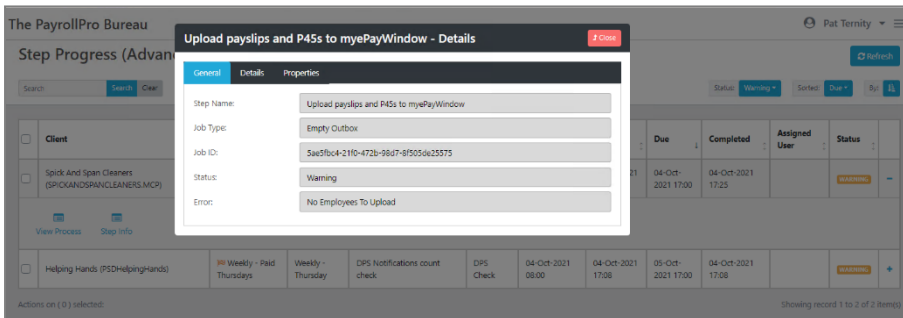 The PayrollPro Bureau
Pat Ternity
Step Progress (Advan
Refresh
Search
Search
Clear
Status:
Warning
Sorted:
Due
By:
Upload payslips and P45s to myePayWindow - Details
Close
General
Details
Properties
Step Name:
Upload payslips and P45s to myePayWindow
Job Type:
Empty Outbox
Job ID:
5ae5fbc4-21f0-472b-98d7-8f505de25575
Status:
Warning
Error:
No Employees To Upload
Client
Due
Completed
Assigned
User
Status
Spick And Span Cleaners
(SPICKANDSPANCLEANERS.MCP)
21
04-Oct-
2021 17:00
04-Oct-2021
17:25
WARNING
View Process
Step Info
Helping Hands (PSDHelpingHands)
Weekly - Paid
Thursdays
Weekly -
Thursday
DPS Notifications count
check
DPS
Check
04-Oct-2021
08:00
04-Oct-2021
17:08
05-Oct-
2021 17:00
04-Oct-2021
17:08
WARNING
Actions on ( 0 ) selected:
Showing record 1 to 2 of 2 item(s)